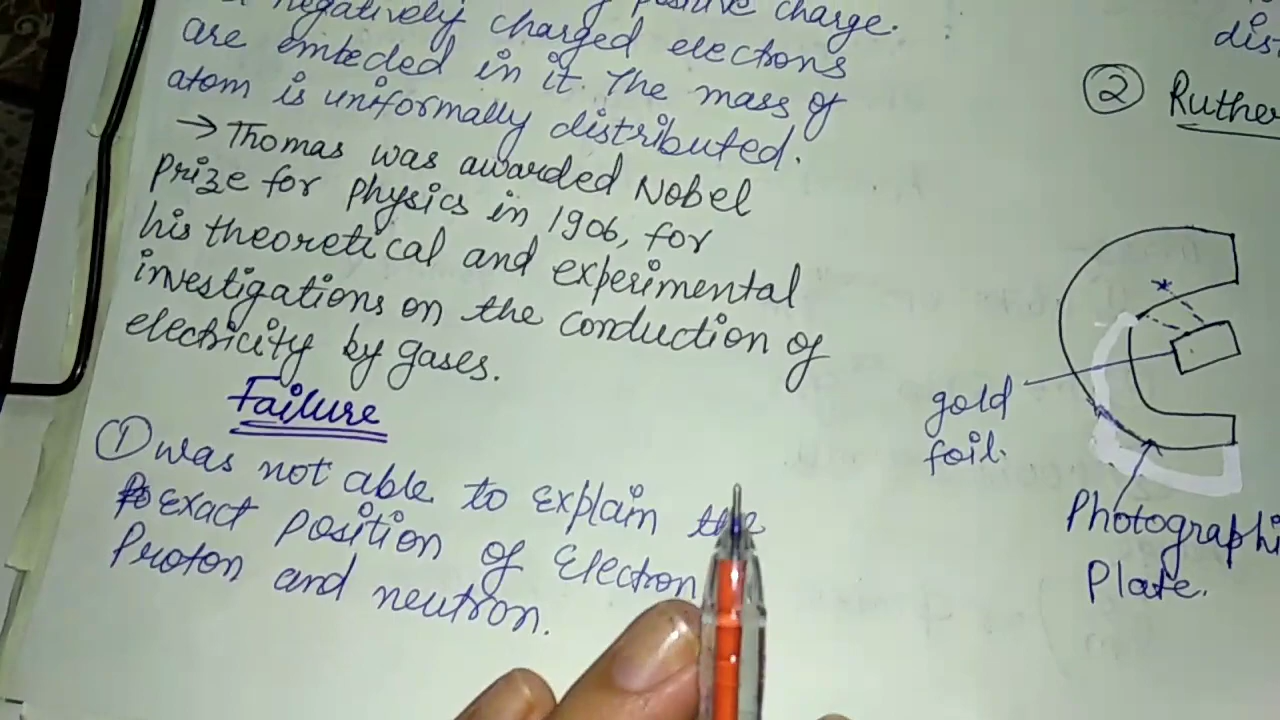 negatively charged electrons
positive charge.
are embeded in it. The mass of
atom is uniformally distributed.
→ Thomas was awarded Nobel
Prize for physics in 1906, for
his theoretical and experimental
investigations on the conduction of
electricity by gases.
Failure
① was not able to explain the
Exact position of Electron
Proton and neutron.
dis
② Ruther
gold
foil.
Photographi
Plate.